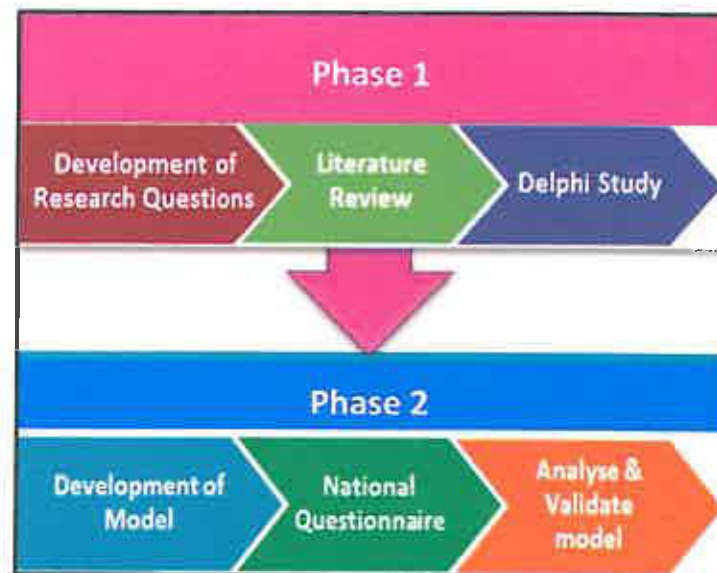 Phase 1
Development of
Research Questions
Literature
Review
Delphi Study
Phase 2
Development of
Model
National
Questionnaire
Analyse &
Validate
model